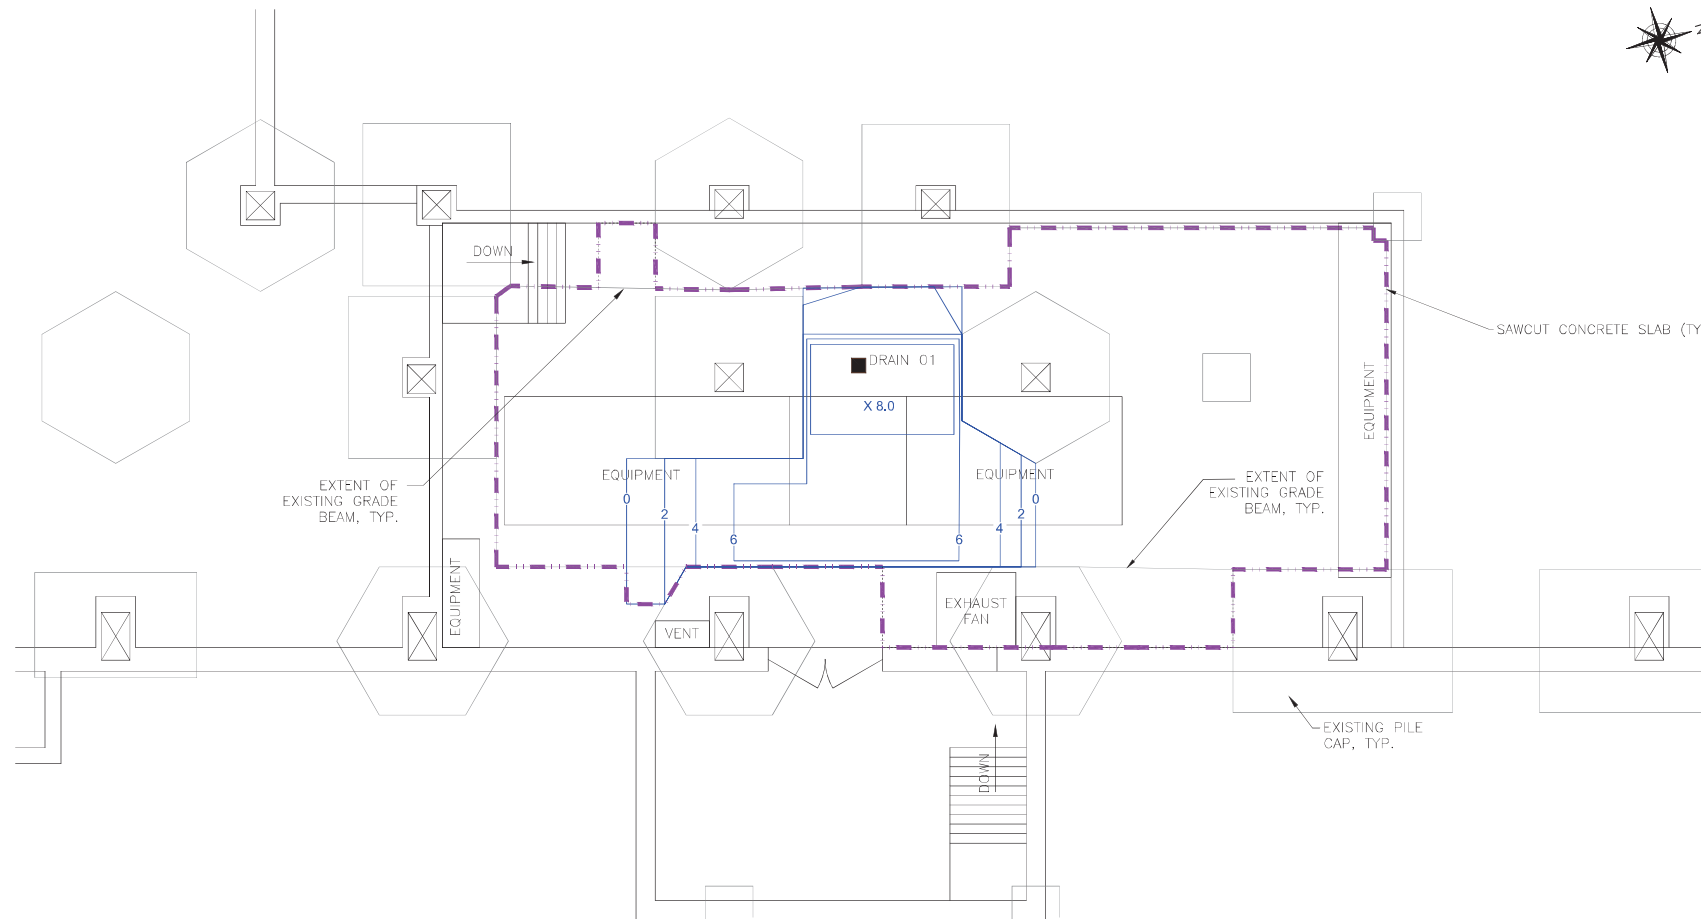 DOWN
SAWCUT CONCRETE SLAB (TY
DRAIN 01
EQUIPMENT
X 8.0
EQUIPMENT
EQUIPMENT
EXTENT OF
EXISTING GRADE
BEAM, TYP.
EXTENT OF
EXISTING GRADE
BEAM, TYP.
0
2
4
6
6
4
2
0
EQUIPMENT
EXHAUST
FAN
VENT
EXISTING PILE
CAP, TYP.
DOWN